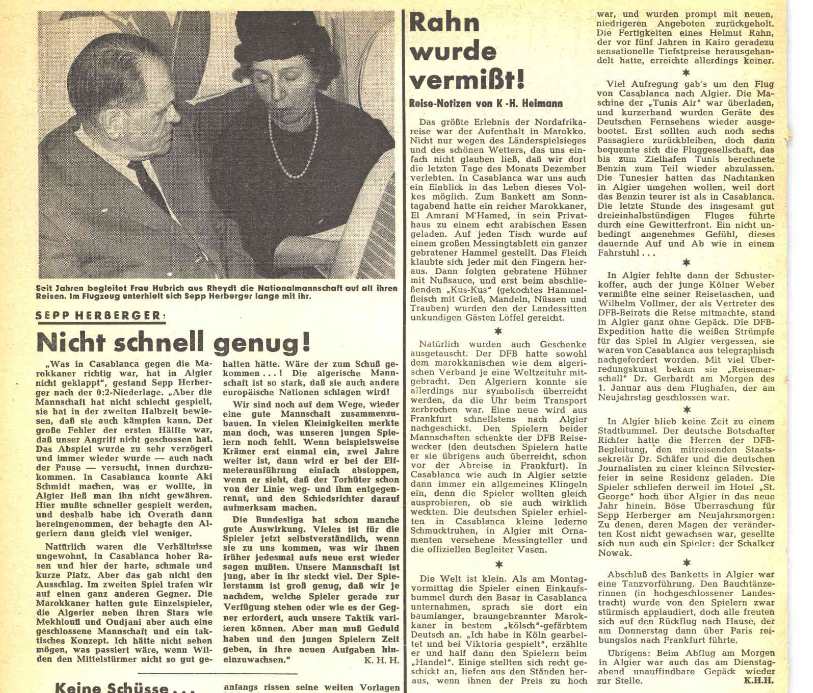 Seit Jahren begleitet Frau Hubrich aus Rheydt die Nationalmannschaft auf all ihren
Reisen. Im Flugzeug unterhielt sich Sepp Herberger lange mit ihr.
SEPP HERBERGER:
Nicht schnell genug!
„Was in Casablanca gegen die Ma-
rokkaner richtig war, hat in Algier
nicht geklappt", gestand Sepp Herber-
ger nach der 0:2-Niederlage. „Aber die
Mannschaft hat nicht schlecht gespielt,
sie hat in der zweiten Halbzeit bewie-
sen, daß sie auch kämpfen kann. Der
große Fehler der ersten Hälfte war,
daß unser Angriff nicht geschossen hat.
Das Abspiel wurde zu sehr verzögert
und immer wurde — auch nach
der Pause — versucht, innen durchzu-
kommen. In Casablanca konnte Aki
Schmidt machen, was er wollte, in
Algier ließ man ihn nicht gewähren.
Hier mußte schneller gespielt werden,
und deshalb habe ich Overath dann
hereingenommen, der behagte den Al-
geriern dann gleich viel weniger.
Natürlich waren die Verhältnisse
ungewohnt, in Casablanca hoher Ra-
sen und hier der harte, schmale und
kurze Platz. Aber das gab nicht den
Ausschlag. Im zweiten Spiel trafen wir
auf einen ganz anderen Gegner. Die
Marokkaner hatten gute Einzelspieler,
die Algerier neben ihren Stars wie
Mekhloufi und Oudjani aber auch eine
geschlossene Mannschaft und ein tak-
tisches Konzept. Ich hätte nicht sehen
mögen, was passiert wäre, wenn Wil-
den den Mittelstürmer nicht so gut ge-
halten hätte. Wäre der zum Schuß ge-
kommen . . .! Die algerische Mann-
schaft ist so stark, daß sie auch andere
europäische Nationen schlagen wird!
Wir sind noch auf dem Wege, wieder
eine gute Mannschaft zusammenzu-
bauen. In vielen Kleinigkeiten merkte
man doch, was unseren jungen Spie-
lern noch fehlt. Wenn beispielsweise
Krämer erst einmal ein, zwei Jahre
weiter ist, dann wird er bei der Elf-
meterausführung einfach abstoppen,
wenn er sieht, daß der Torhüter schon
von der Linie weg- und ihm entgegen-
rennt, und den Schiedsrichter darauf
aufmerksam machen.
Die Bundesliga hat schon manche
gute Auswirkung. Vieles ist für die
Spieler jetzt selbstverständlich, wenn
sie zu uns kommen, was wir ihnen
früher jedesmal aufs neue erst wieder
sagen mußten. Unsere Mannschaft ist
jung, aber in ihr steckt viel. Der Spie-
lerstamm ist groß genug, daß wir je
nachdem, welche Spieler gerade zur
Verfügung stehen oder wie es der Geg-
ner erfordert, auch unsere Taktik vari-
ieren können. Aber man muß Geduld
haben und den jungen Spielern Zeit
geben, in ihre neuen Aufgaben hin-
einzuwachsen." K. H. H.
Keine Schüsse . . .
anfangs rissen seine weiten Vorlagen
Rahn
wurde
vermißt!
Reise-Notizen von K.-H. Heimann
Das größte Erlebnis der Nordafrika-
reise war der Aufenthalt in Marokko.
Nicht nur wegen des Länderspielsieges
und des schönen Wetters, das uns ein-
fach nicht glauben ließ, daß wir dort
die letzten Tage des Monats Dezember
verlebten. In Casablanca war uns auch
ein Einblick in das Leben dieses Vol-
kes möglich. Zum Bankett am Sonn-
tagabend hatte ein reicher Marokkaner,
El Amrani M'Hamed, in sein Privat-
haus zu einem echt arabischen Essen
geladen. Auf jeden Tisch wurde auf
einem großen Messingtablett ein ganzer
gebratener Hammel gestellt. Das Fleich
klaubte sich jeder mit den Fingern her-
aus. Dann folgten gebratene Hühner
mit Nußsauce, und erst beim abschlie-
ßenden „Kus-Kus" (gekochtes Hammel-
fleisch mit Grieß, Mandeln, Nüssen und
Trauben) wurden den der Landessitten
unkundigen Gästen Löffel gereicht.
*
Natürlich wurden auch Geschenke
ausgetauscht. Der DFB hatte sowohl
dem marokkanischen wie dem algeri-
schen Verband je eine Weltzeituhr mit-
gebracht. Den Algeriern konnte sie
allerdings nur symbolisch überreicht
werden, da die Uhr beim Transport
zerbrochen war. Eine neue wird aus
Frankfurt schnellstens nach Algier
nachgeschickt. Den Spielern beider
Mannschaften schenkte der DFB Reise-
wecker (den deutschen Spielern hatte
er sie übrigens auch überreicht, schon
vor der Abreise in Frankfurt). In
Casablanca wie auch in Algier setzte
dann immer ein allgemeines Klingeln
ein, denn die Spieler wollten gleich
ausprobieren, ob sie auch wirklich
weckten. Die deutschen Spieler erhiel-
ten in Casablanca kleine lederne
Schmucktruhen, in Algier mit Orna-
menten versehene Messingteller und
die offiziellen Begleiter Vasen.
*
Die Welt ist klein. Als am Montag-
vormittag die Spieler einen Einkaufs-
bummel durch den Basar in Casablanca
unternahmen, sprach sie dort ein
baumlanger, braungebrannter Marok-
kaner in bestem „kölsch"-gefärbtem
Deutsch an. „Ich habe in Köln gearbei-
tet und bei Viktoria gespielt", erzählte
er und half dann den Spielern beim
„Handel". Einige stellten sich recht ge-
schickt an, liefen aus den Ständen her-
aus, wenn ihnen der Preis zu hoch
war, und wurden prompt mit neuen,
niedrigeren Angeboten zurückgeholt.
Die Fertigkeiten eines Helmut Rahn,
der vor fünf Jahren in Kairo geradezu
sensationelle Tiefstpreise herausgehan-
delt hatte, erreichte allerdings keiner.
*
Viel Aufregung gab's um den Flug
von Casablanca nach Algier. Die Ma-
schine der „Tunis Air" war überladen,
und kurzerhand wurden Geräte des
Deutschen Fernsehens wieder ausge-
bootet. Erst sollten auch noch sechs
Passagiere zurückbleiben, doch dann
bequemte sich die Fluggesellschaft, das
bis zum Zielhafen Tunis berechnete
Benzin zum Teil wieder abzulassen.
Die Tunesier hatten das Nachtanken
in Algier umgehen wollen, weil dort
das Benzin teurer ist als in Casablanca.
Die letzte Stunde des insgesamt gut
dreieinhalbstündigen Fluges führte
durch eine Gewitterfront. Ein nicht un-
bedingt angenehmes Gefühl, dieses
dauernde Auf und Ab wie in einem
Fahrstuhl . . .
*
In Algier fehlte dann der Schuster-
koffer, auch der junge Kölner Weber
vermißte eine seiner Reisetaschen, und
Wilhelm Vollmer, der als Vertreter des
DFB-Beirats die Reise mitmachte, stand
in Algier ganz ohne Gepäck. Die DFB-
Expedition hatte die weißen Strümpfe
für das Spiel in Algier vergessen, sie
waren von Casablanca aus telegraphisch
nachgefordert worden. Mit viel Über-
redungskunst bekam sie „Reisemar-
schall" Dr. Gerhardt am Morgen des
1. Januar aus dem Flughafen, der am
Neujahrstag geschlossen war.
*
In Algier blieb keine Zeit zu einem
Stadtbummel. Der deutsche Botschafter
Richter hatte die Herren der DFB-
Begleitung, den mitreisenden Staats-
sekretär Dr. Schäfer und die deutschen
Journalisten zu einer kleinen Silvester-
feier in seine Residenz geladen. Die
Spieler schliefen derweil im Hotel „St.
George" hoch über Algier in das neue
Jahr hinein. Böse Überraschung für
Sepp Herberger am Neujahrsmorgen:
Zu denen, deren Magen der veränder-
ten Kost nicht gewachsen war, gesellte
sich nun auch ein Spieler: der Schalker
Nowak.
*
Abschluß des Banketts in Algier war
eine Tanzvorführung. Den Bauchtänze-
rinnen (in hochgeschlossener Landes-
tracht) wurde von den Spielern zwar
stürmisch applaudiert, doch alle freuten
sich auf den Rückflug nach Hause, der
am Donnerstag dann über Paris rei-
bungslos nach Frankfurt führte.
Übrigens: Beim Abflug am Morgen
in Algier war auch das am Dienstag-
abend unauffindbare Gepäck wieder
zur Stelle. K.H.H.